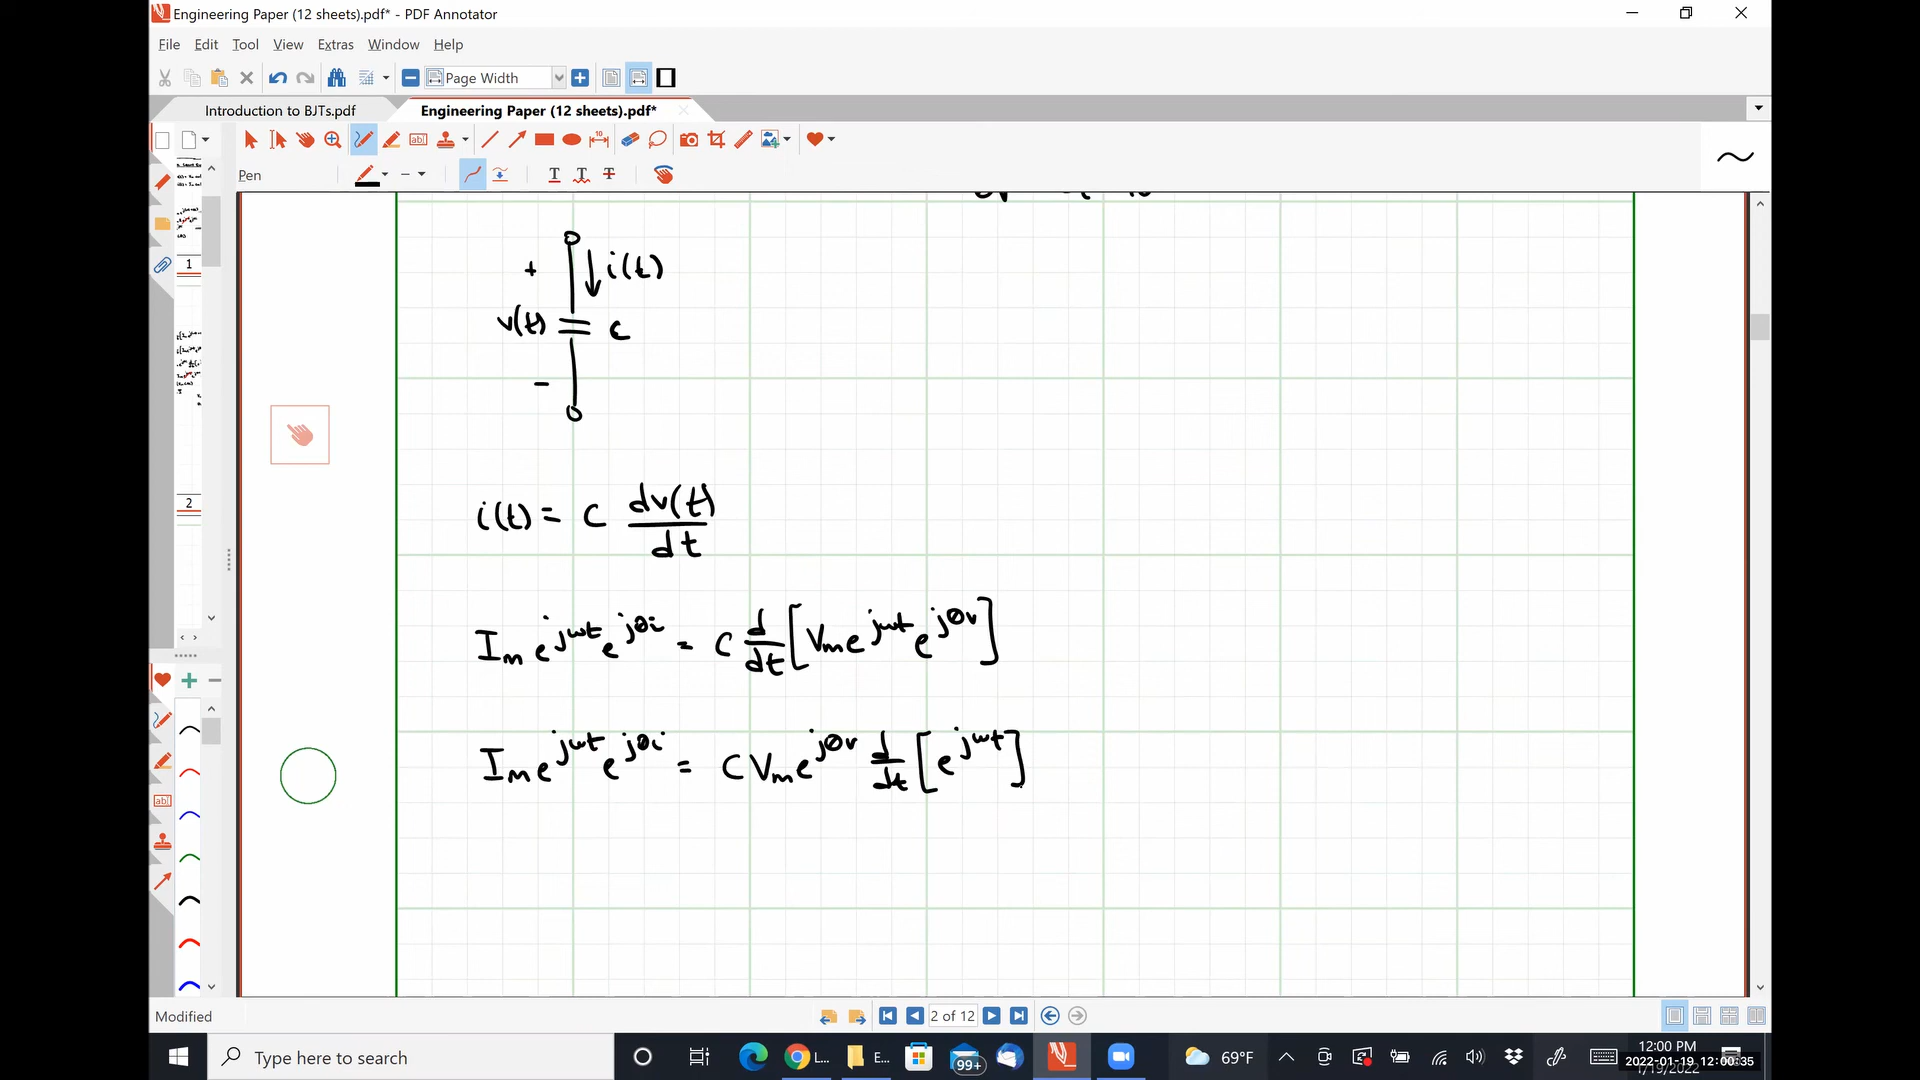 Engineering Paper (12 sheets).pdf* - PDF Annotator
File Edit Tool View Extras Window Help
Page Width
Introduction to BJTs.pdf
Engineering Paper (12 sheets).pdf*
Pen
+
i(t)
v(t)
C
-
i(t) = C dv(t)/dt
I_m e^{jωt} e^{jθi} = C d/dt [V_m e^{jωt} e^{jθv}]
I_m e^{jωt} e^{jθi} = C V_m e^{jθv} d/dt [e^{jωt}]
1
2
Modified
2 of 12
Type here to search
L...
E...
99+
69°F
12:00 PM
2022-01-19 12:00:35